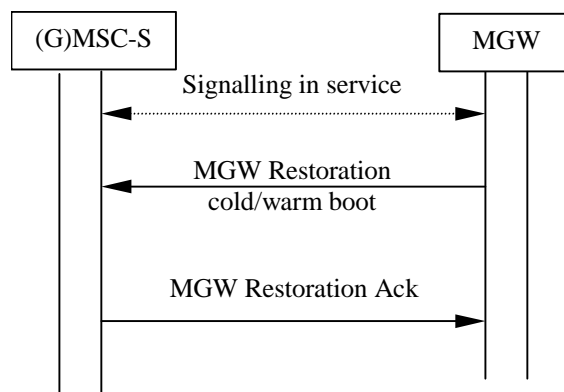 (G)MSC-S
MGW
Signalling in service
MGW Restoration
cold/warm boot
MGW Restoration Ack